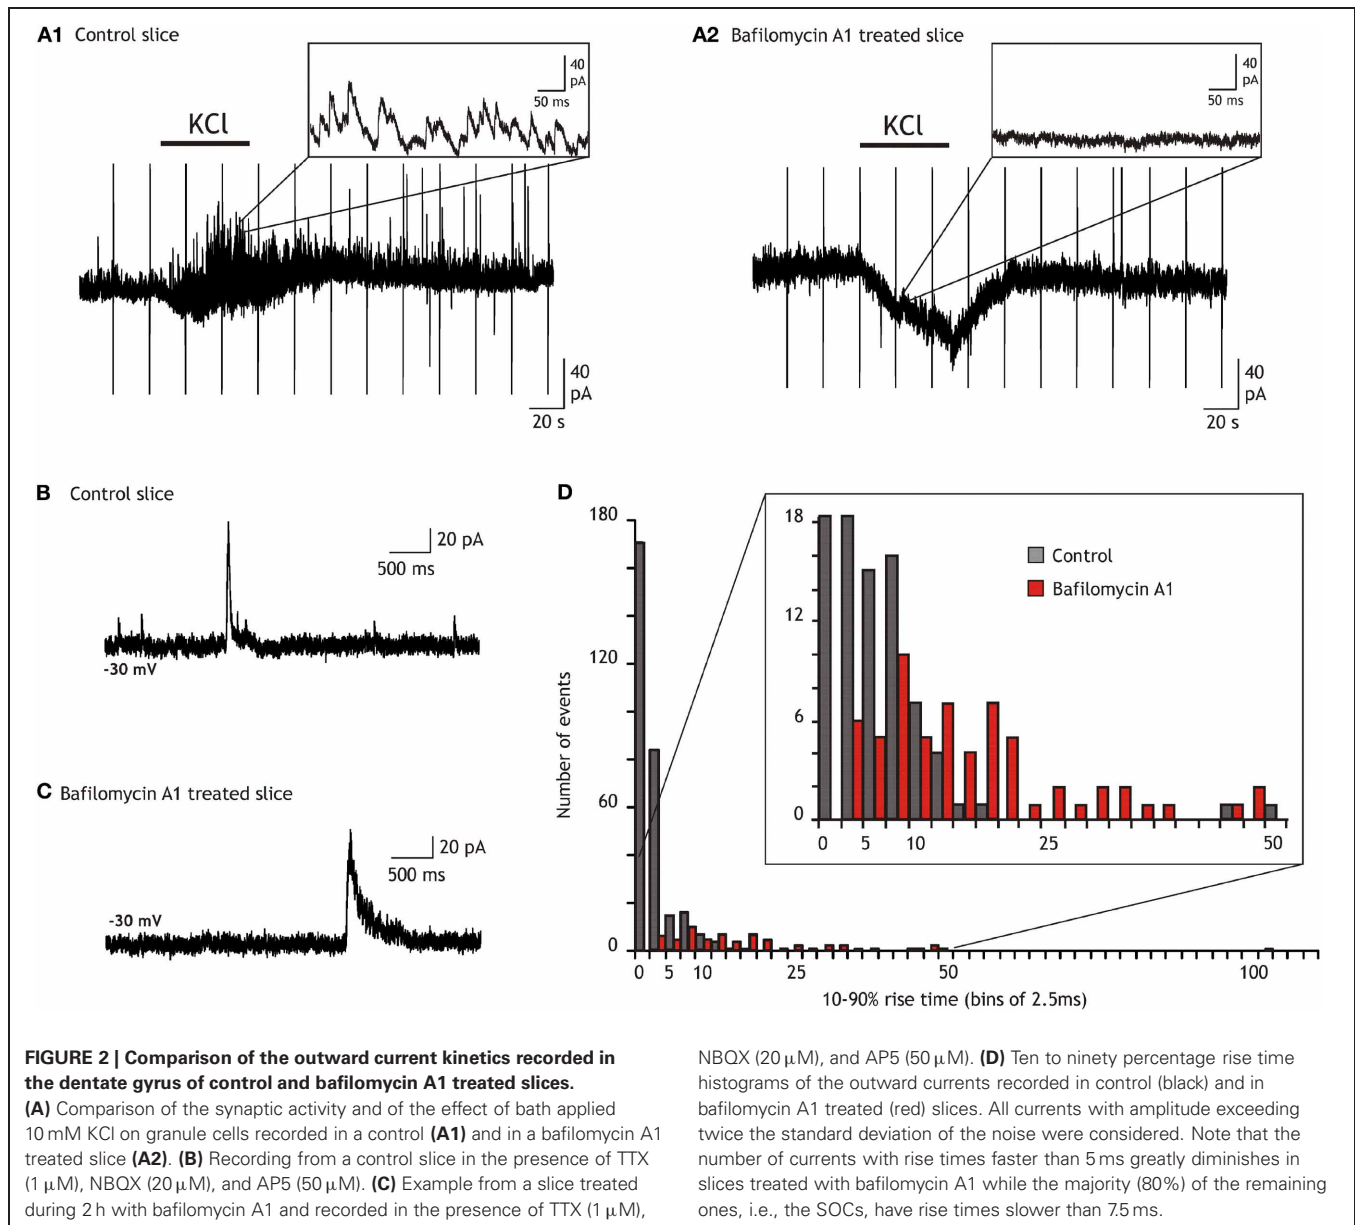 A1 Control slice
40
pA
50 ms
KCl
40
pA
20 s
A2 Bafilomycin A1 treated slice
40
pA
50 ms
KCl
40
pA
20 s
B Control slice
20 pA
500 ms
-30 mV
C Bafilomycin A1 treated slice
20 pA
500 ms
-30 mV
D
180
120
60
0
Number of events
0 5 10 25 50 100
10-90% rise time (bins of 2.5ms)
18
12
6
0
0 5 10 25 50
Control
Bafilomycin A1
FIGURE 2 | Comparison of the outward current kinetics recorded in
the dentate gyrus of control and bafilomycin A1 treated slices.
(A) Comparison of the synaptic activity and of the effect of bath applied
10 mM KCl on granule cells recorded in a control (A1) and in a bafilomycin A1
treated slice (A2). (B) Recording from a control slice in the presence of TTX
(1 μM), NBQX (20 μM), and AP5 (50 μM). (C) Example from a slice treated
during 2 h with bafilomycin A1 and recorded in the presence of TTX (1 μM),
NBQX (20 μM), and AP5 (50 μM). (D) Ten to ninety percentage rise time
histograms of the outward currents recorded in control (black) and in
bafilomycin A1 treated (red) slices. All currents with amplitude exceeding
twice the standard deviation of the noise were considered. Note that the
number of currents with rise times faster than 5 ms greatly diminishes in
slices treated with bafilomycin A1 while the majority (80%) of the remaining
ones, i.e., the SOCs, have rise times slower than 7.5 ms.